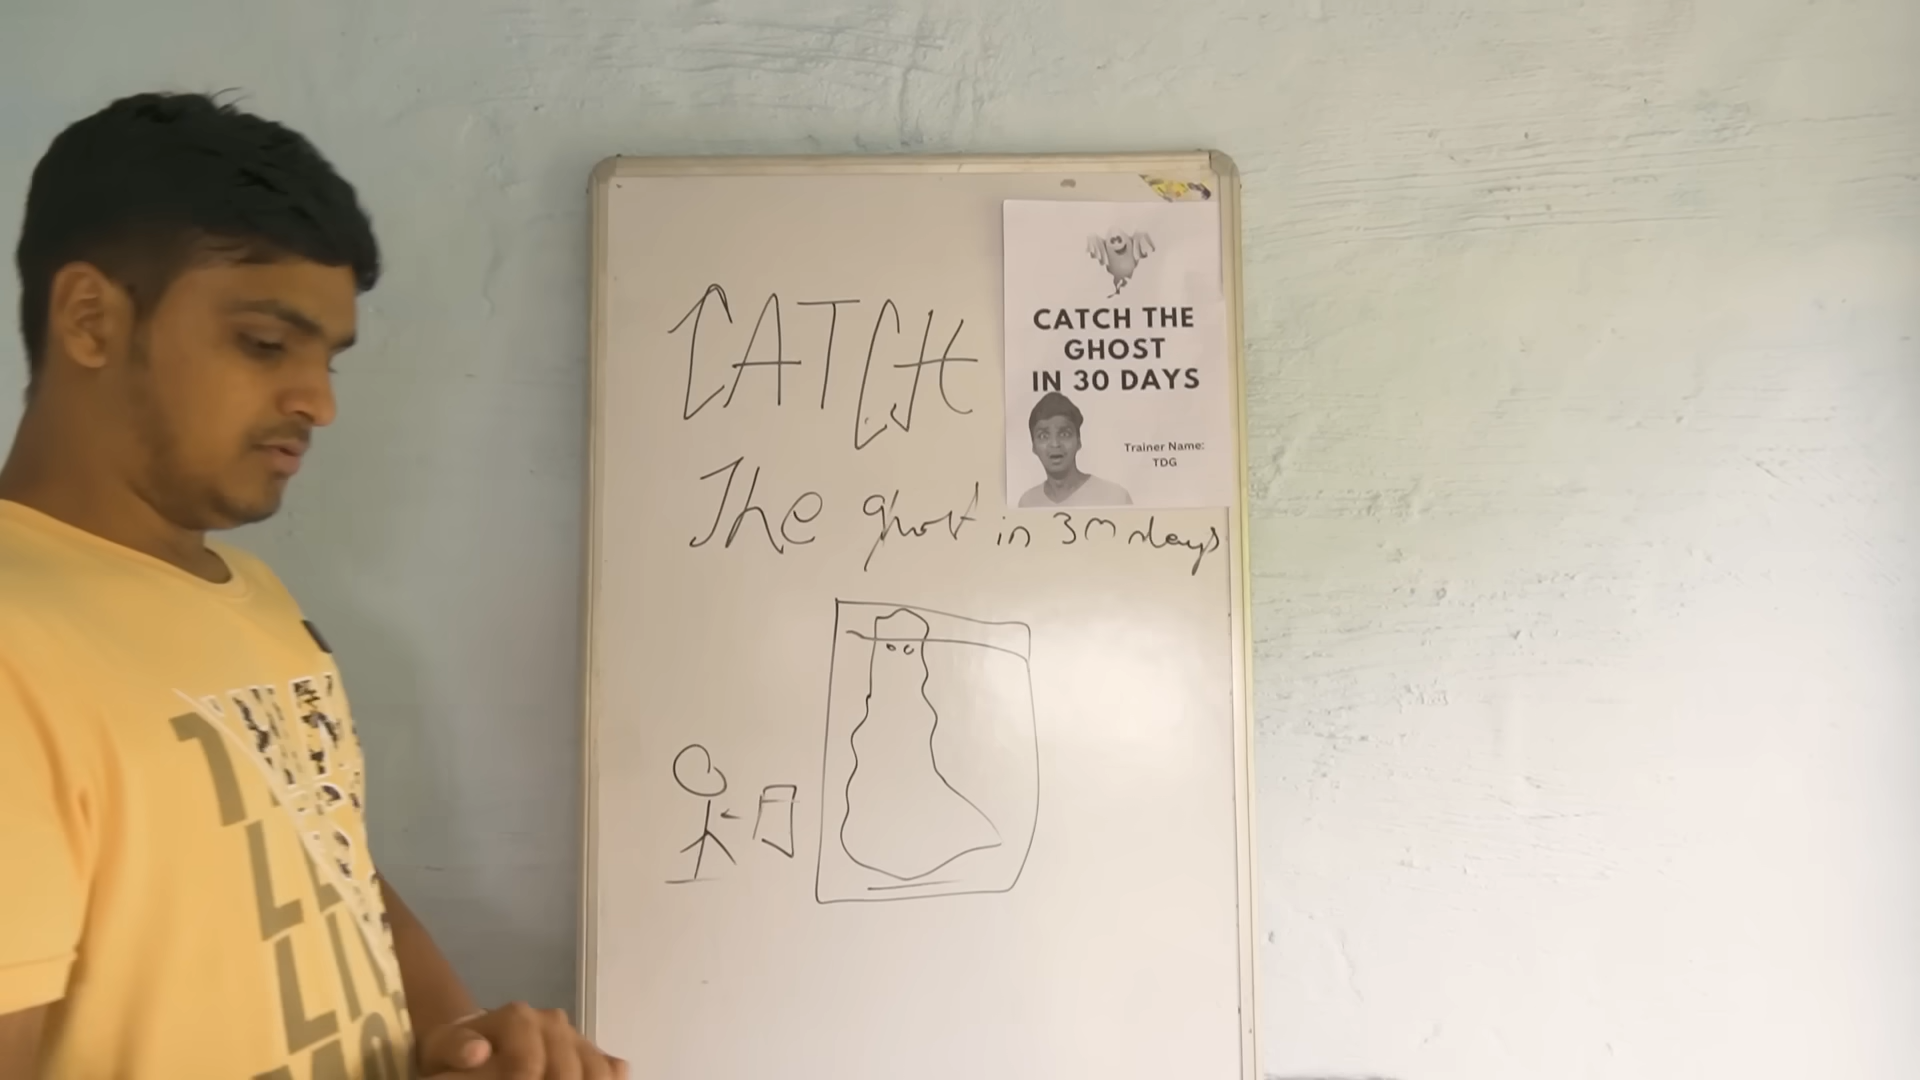 CATCH
The ghost in 30 days
CATCH THE
GHOST
IN 30 DAYS
Trainer Name:
TDG